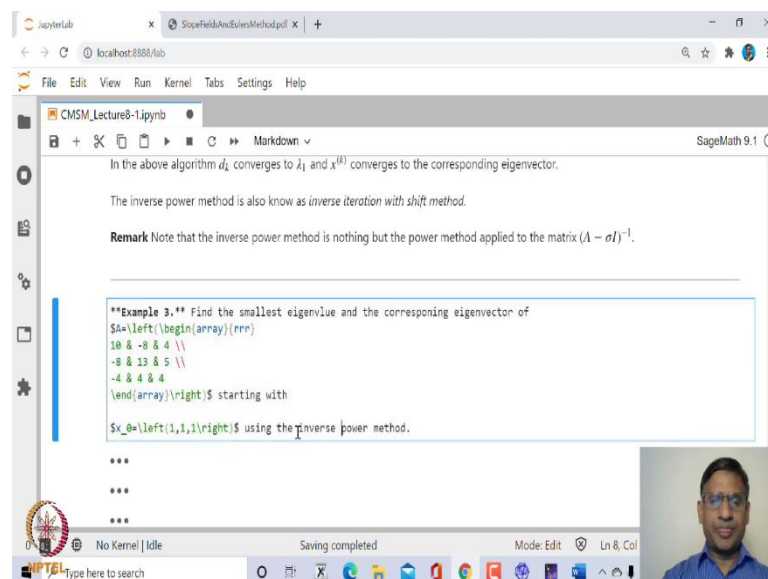 JupyterLab
SlopeFieldsAndEulersMethod.pdf
localhost:8888/lab
File Edit View Run Kernel Tabs Settings Help
CMSM_Lecture8-1.ipynb
Markdown
SageMath 9.1
In the above algorithm d_k converges to λ_1 and x^{(k)} converges to the corresponding eigenvector.
The inverse power method is also know as inverse iteration with shift method.
Remark Note that the inverse power method is nothing but the power method applied to the matrix (A − σI)^{−1}.
**Example 3.** Find the smallest eigenvlue and the corresponing eigenvector of
$A=\left(\begin{array}{rrr}
10 & -8 & 4 \\
-8 & 13 & 5 \\
-4 & 4 & 4
\end{array}\right)$ starting with
$x_0=\left(1,1,1\right)$ using the inverse power method.
No Kernel | Idle Saving completed Mode: Edit Ln 8, Col
NPTEL
Type here to search